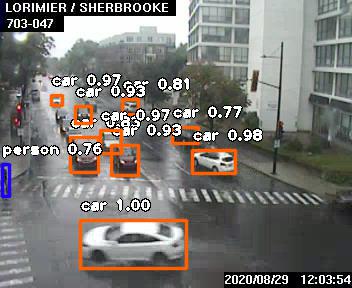 LORIMIER / SHERBROOKE
703-047
car 0.97
car 0.81
car 0.93
car 0.77
car 0.97
car 0.93
car 0.98
person 0.76
car 1.00
2020/08/29 12:03:54